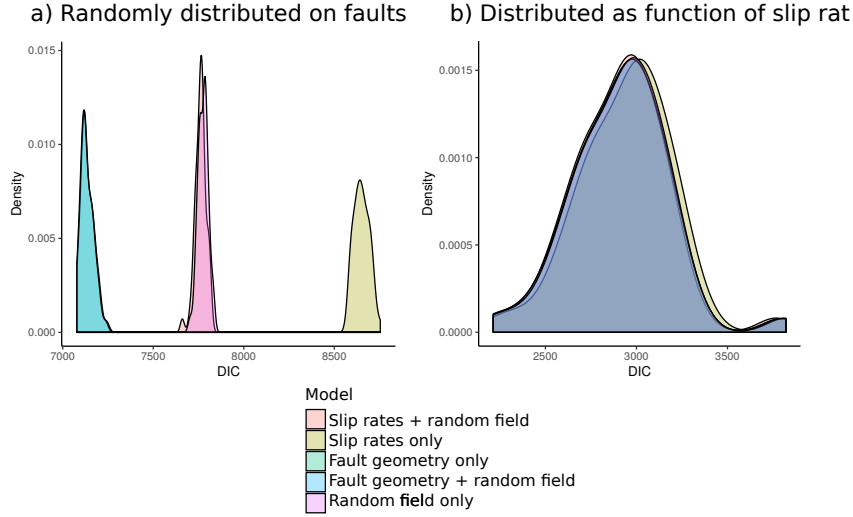 a) Randomly distributed on faults
b) Distributed as function of slip rat
0.015
0.010
0.005
0.000
Density
7000
7500
8000
8500
DIC
0.0015
0.0010
0.0005
0.0000
Density
2500
3000
3500
DIC
Model
Slip rates + random field
Slip rates only
Fault geometry only
Fault geometry + random field
Random field only